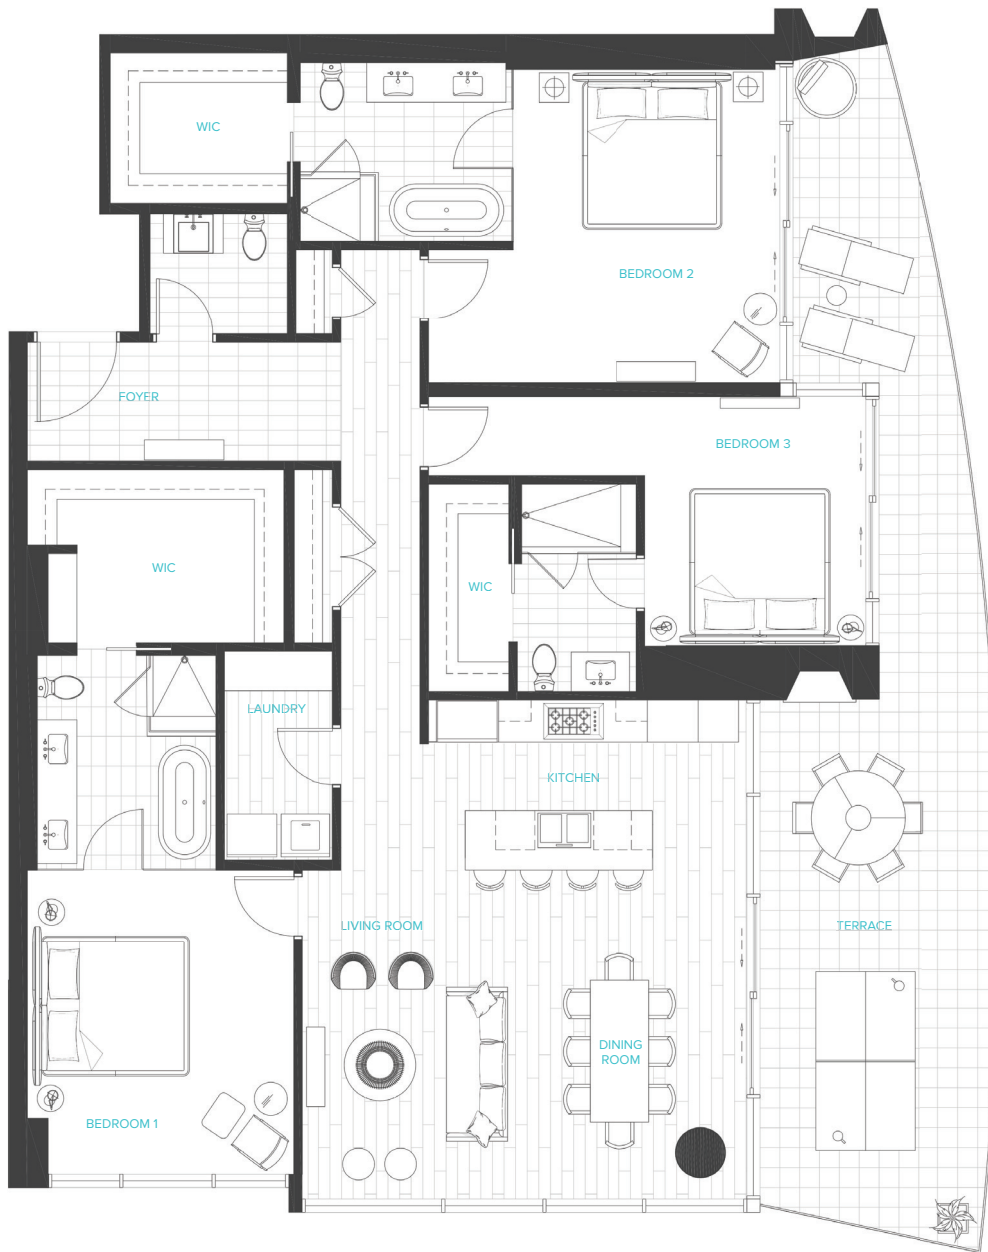 WIC
BEDROOM 2
FOYER
BEDROOM 3
WIC
WIC
LAUNDRY
KITCHEN
LIVING ROOM
TERRACE
DINING
ROOM
BEDROOM 1